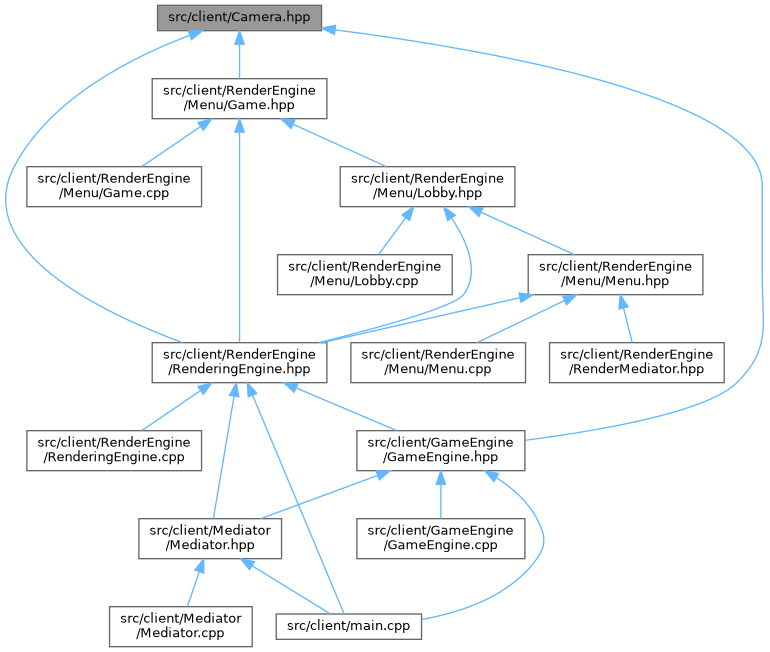 src/client/Camera.hpp
src/client/RenderEngine
/Menu/Game.hpp
src/client/RenderEngine
/Menu/Game.cpp
src/client/RenderEngine
/Menu/Lobby.hpp
src/client/RenderEngine
/Menu/Lobby.cpp
src/client/RenderEngine
/Menu/Menu.hpp
src/client/RenderEngine
/RenderingEngine.hpp
src/client/RenderEngine
/Menu/Menu.cpp
src/client/RenderEngine
/RenderMediator.hpp
src/client/RenderEngine
/RenderingEngine.cpp
src/client/GameEngine
/GameEngine.hpp
src/client/Mediator
/Mediator.hpp
src/client/GameEngine
/GameEngine.cpp
src/client/Mediator
/Mediator.cpp
src/client/main.cpp